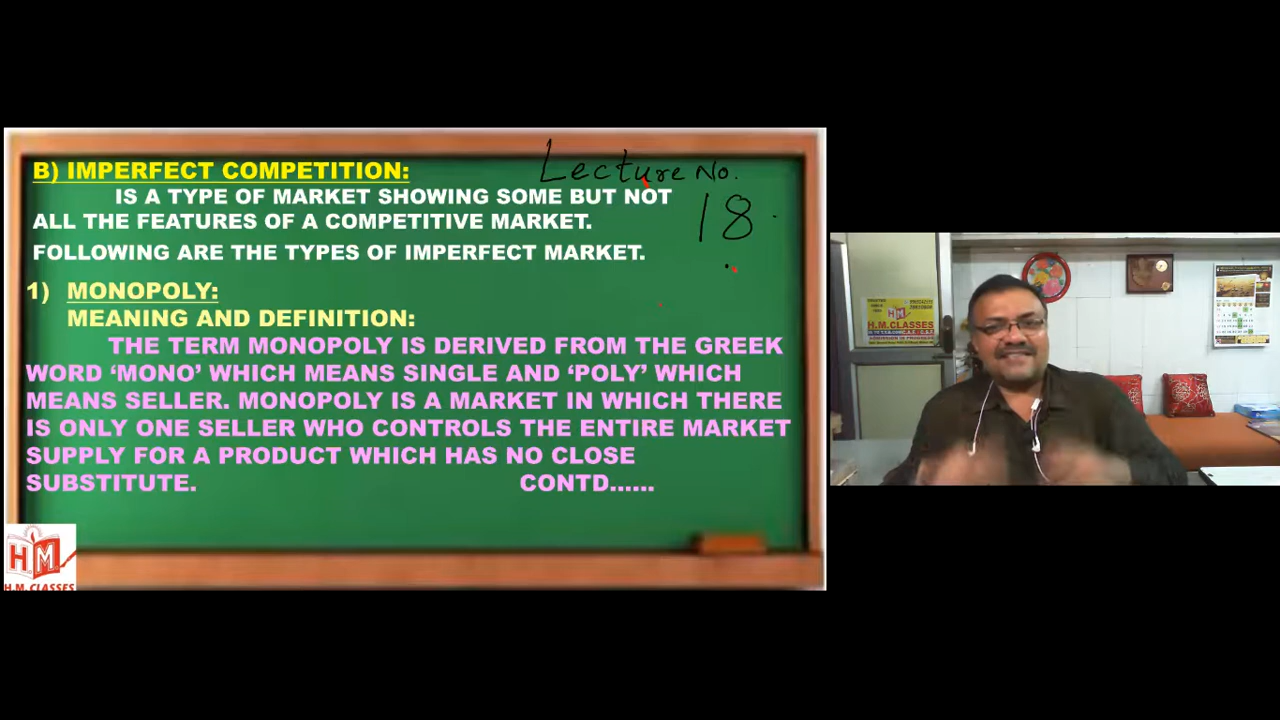 B) IMPERFECT COMPETITION:
Lecture No.
18
IS A TYPE OF MARKET SHOWING SOME BUT NOT
ALL THE FEATURES OF A COMPETITIVE MARKET.
FOLLOWING ARE THE TYPES OF IMPERFECT MARKET.
1) MONOPOLY:
MEANING AND DEFINITION:
THE TERM MONOPOLY IS DERIVED FROM THE GREEK
WORD ‘MONO’ WHICH MEANS SINGLE AND ‘POLY’ WHICH
MEANS SELLER. MONOPOLY IS A MARKET IN WHICH THERE
IS ONLY ONE SELLER WHO CONTROLS THE ENTIRE MARKET
SUPPLY FOR A PRODUCT WHICH HAS NO CLOSE
SUBSTITUTE. CONTD......
H.M.
H.M. CLASSES
H.M.CLASSES